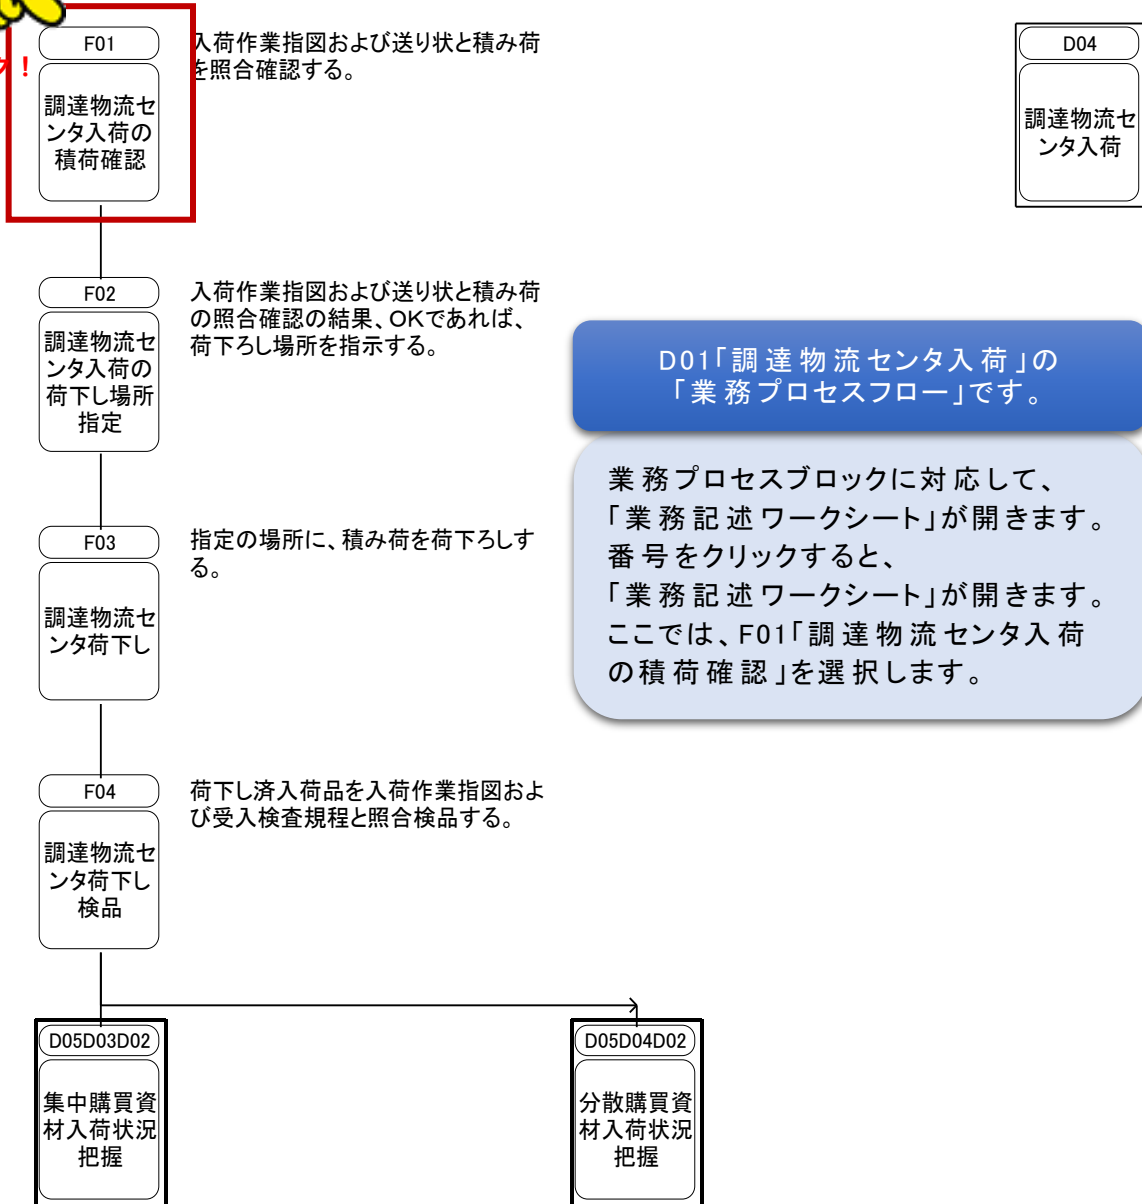 F01
調達物流セ
ンタ入荷の
積荷確認
入荷作業指図および送り状と積み荷
を照合確認する。
D04
調達物流セ
ンタ入荷
F02
調達物流セ
ンタ入荷の
荷下し場所
指定
入荷作業指図および送り状と積み荷
の照合確認の結果、OKであれば、
荷下ろし場所を指示する。
D01「調達物流センタ入荷」の
「業務プロセスフロー」です。
業務プロセスブロックに対応して、
「業務記述ワークシート」が開きます。
番号をクリックすると、
「業務記述ワークシート」が開きます。
ここでは、F01「調達物流センタ入荷
の積荷確認」を選択します。
F03
調達物流セ
ンタ荷下し
指定の場所に、積み荷を荷下ろしす
る。
F04
調達物流セ
ンタ荷下し
検品
荷下し済入荷品を入荷作業指図およ
び受入検査規程と照合検品する。
D05D03D02
集中購買資
材入荷状況
把握
D05D04D02
分散購買資
材入荷状況
把握